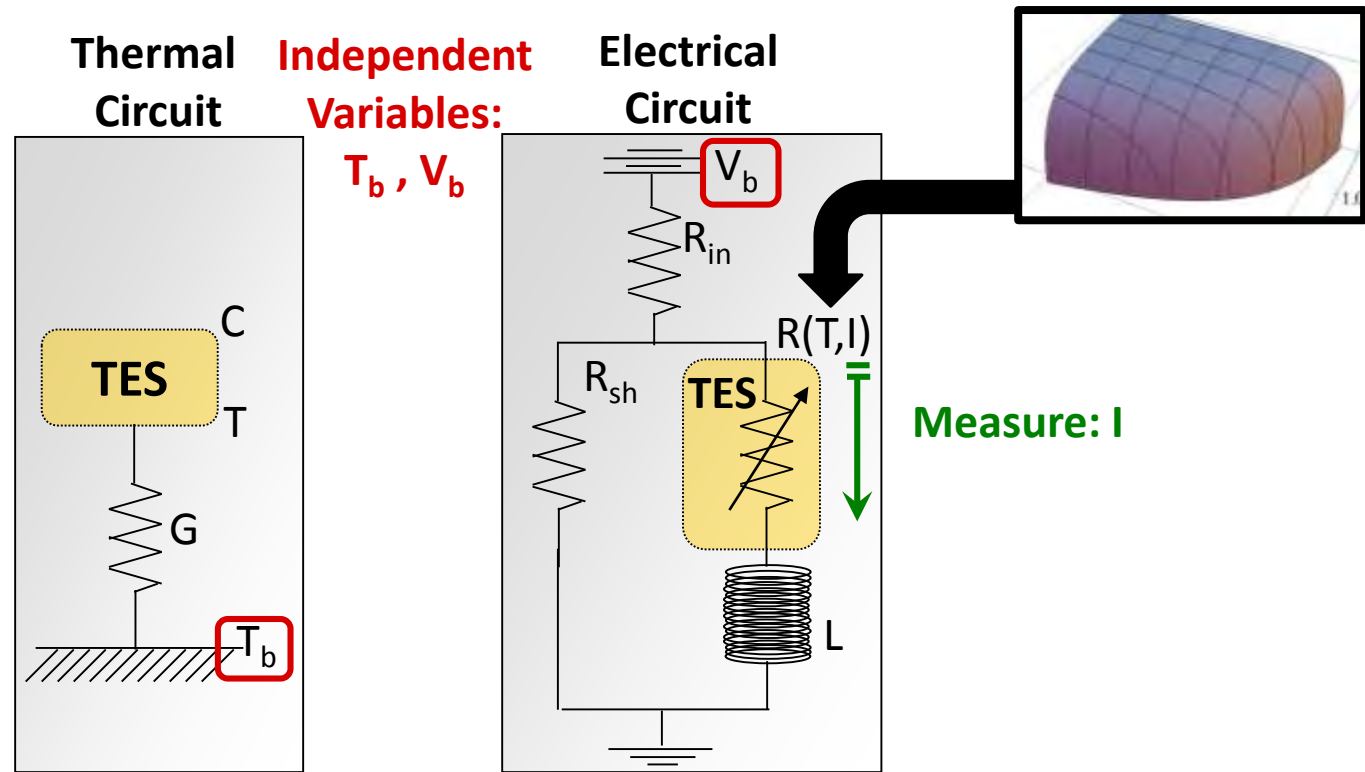 Thermal
Circuit
Independent
Variables:
T_b , V_b
Electrical
Circuit
V_b
R_in
R(T,I)
R_sh
TES
L
Measure: I
C
TES
T
G
T_b